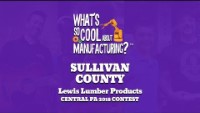 WHAT'S
SO COOL
ABOUT
MANUFACTURING?
SULLIVAN
COUNTY
Lewis Lumber Products
CENTRAL PA 2018 CONTEST